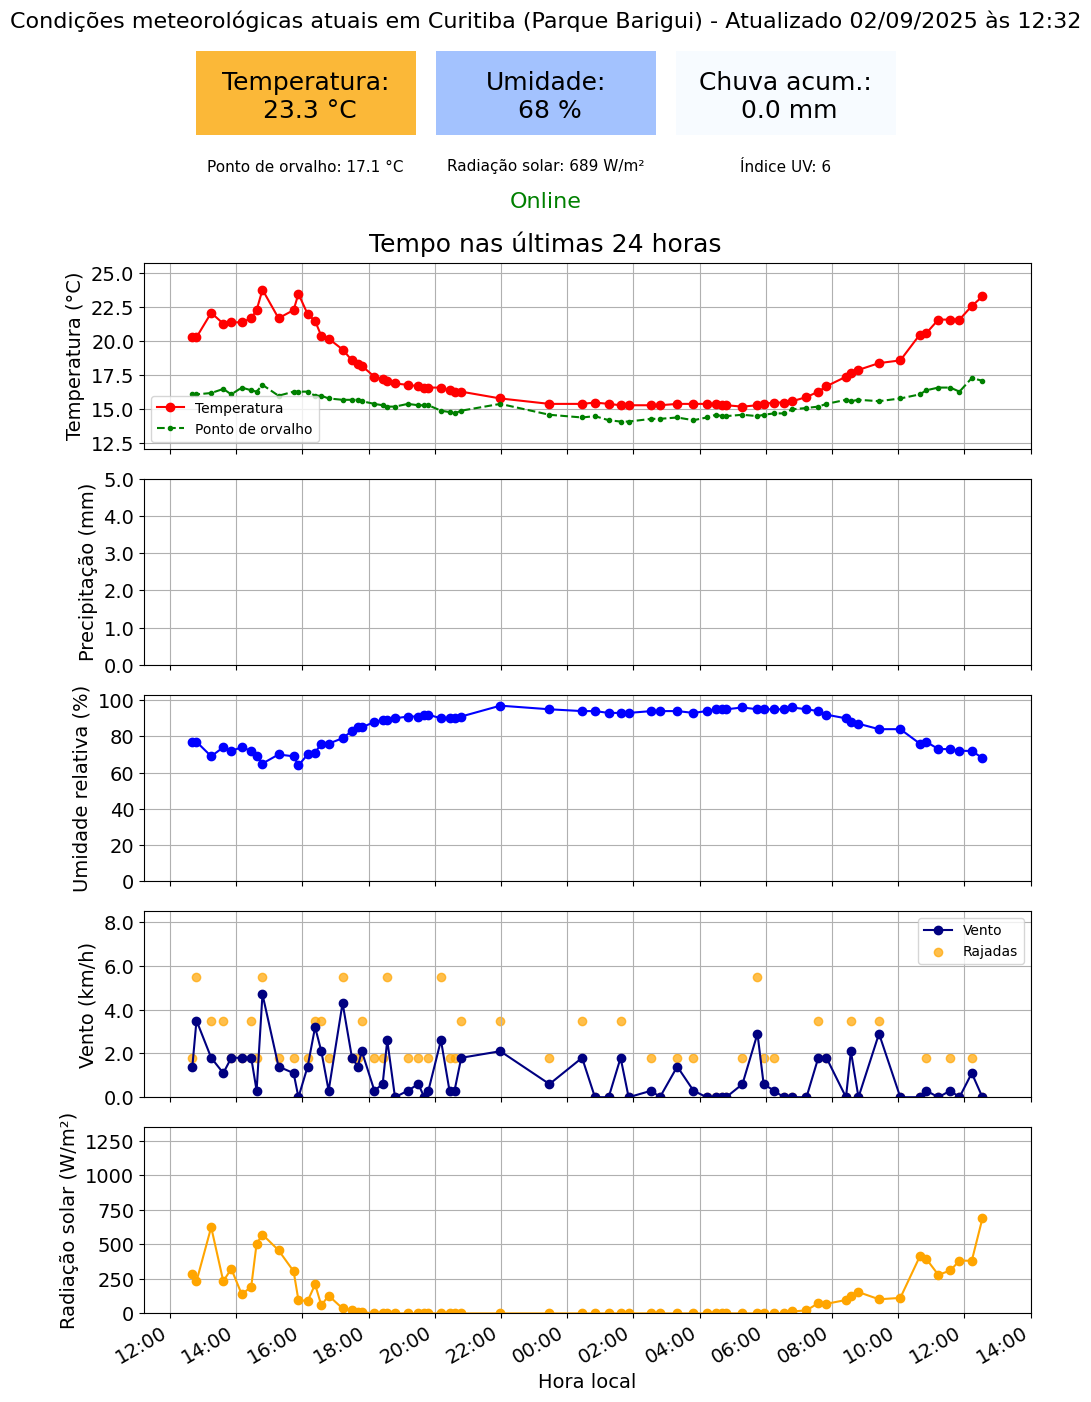 Condições meteorológicas atuais em Curitiba (Parque Barigui) - Atualizado 02/09/2025 às 12:32
Temperatura:
23.3 °C
Umidade:
68 %
Chuva acum.:
0.0 mm
Ponto de orvalho: 17.1 °C
Radiação solar: 689 W/m²
Índice UV: 6
Online
Tempo nas últimas 24 horas
Temperatura (°C)
25.0
22.5
20.0
17.5
15.0
12.5
Temperatura
Ponto de orvalho
Precipitação (mm)
5.0
4.0
3.0
2.0
1.0
0.0
Umidade relativa (%)
100
80
60
40
20
0
Vento (km/h)
8.0
6.0
4.0
2.0
0.0
Vento
Rajadas
Radiação solar (W/m²)
1250
1000
750
500
250
0
12:00
14:00
16:00
18:00
20:00
22:00
00:00
02:00
04:00
06:00
08:00
10:00
12:00
14:00
Hora local